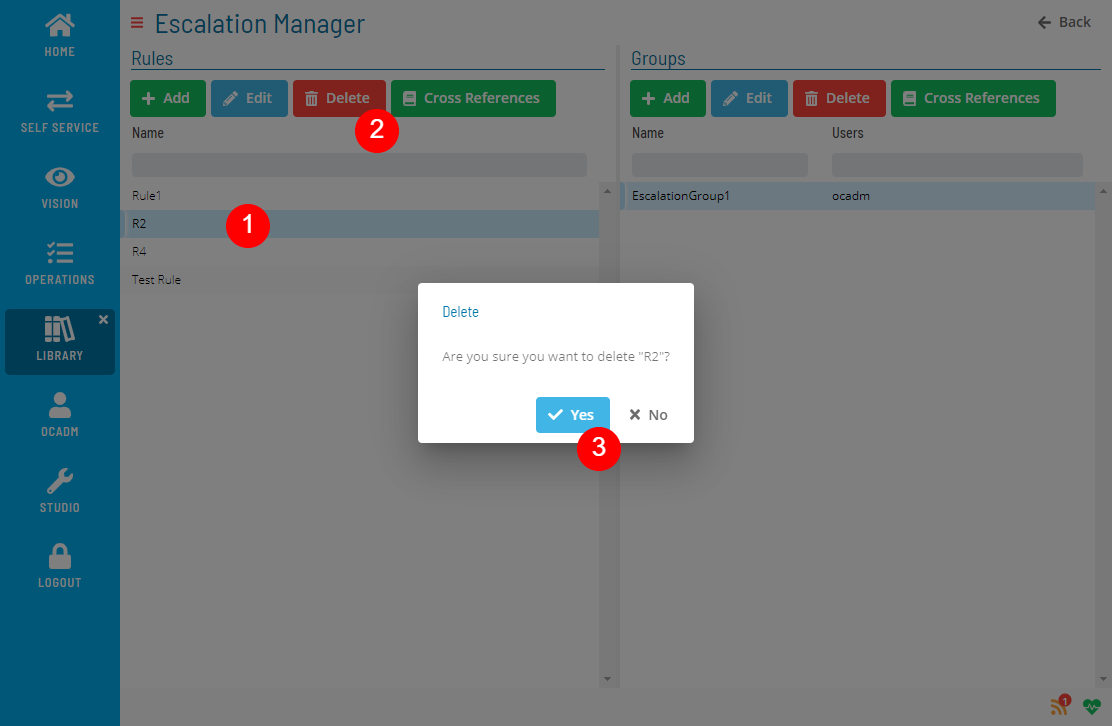 HOME
SELF SERVICE
VISION
OPERATIONS
LIBRARY
OCADM
STUDIO
LOGOUT
Escalation Manager
Back
Rules
Add
Edit
Delete
Cross References
2
Name
Rule1
R2
1
R4
Test Rule
Groups
Add
Edit
Delete
Cross References
Name Users
EscalationGroup1 ocadm
Delete
Are you sure you want to delete "R2"?
Yes
No
3
1